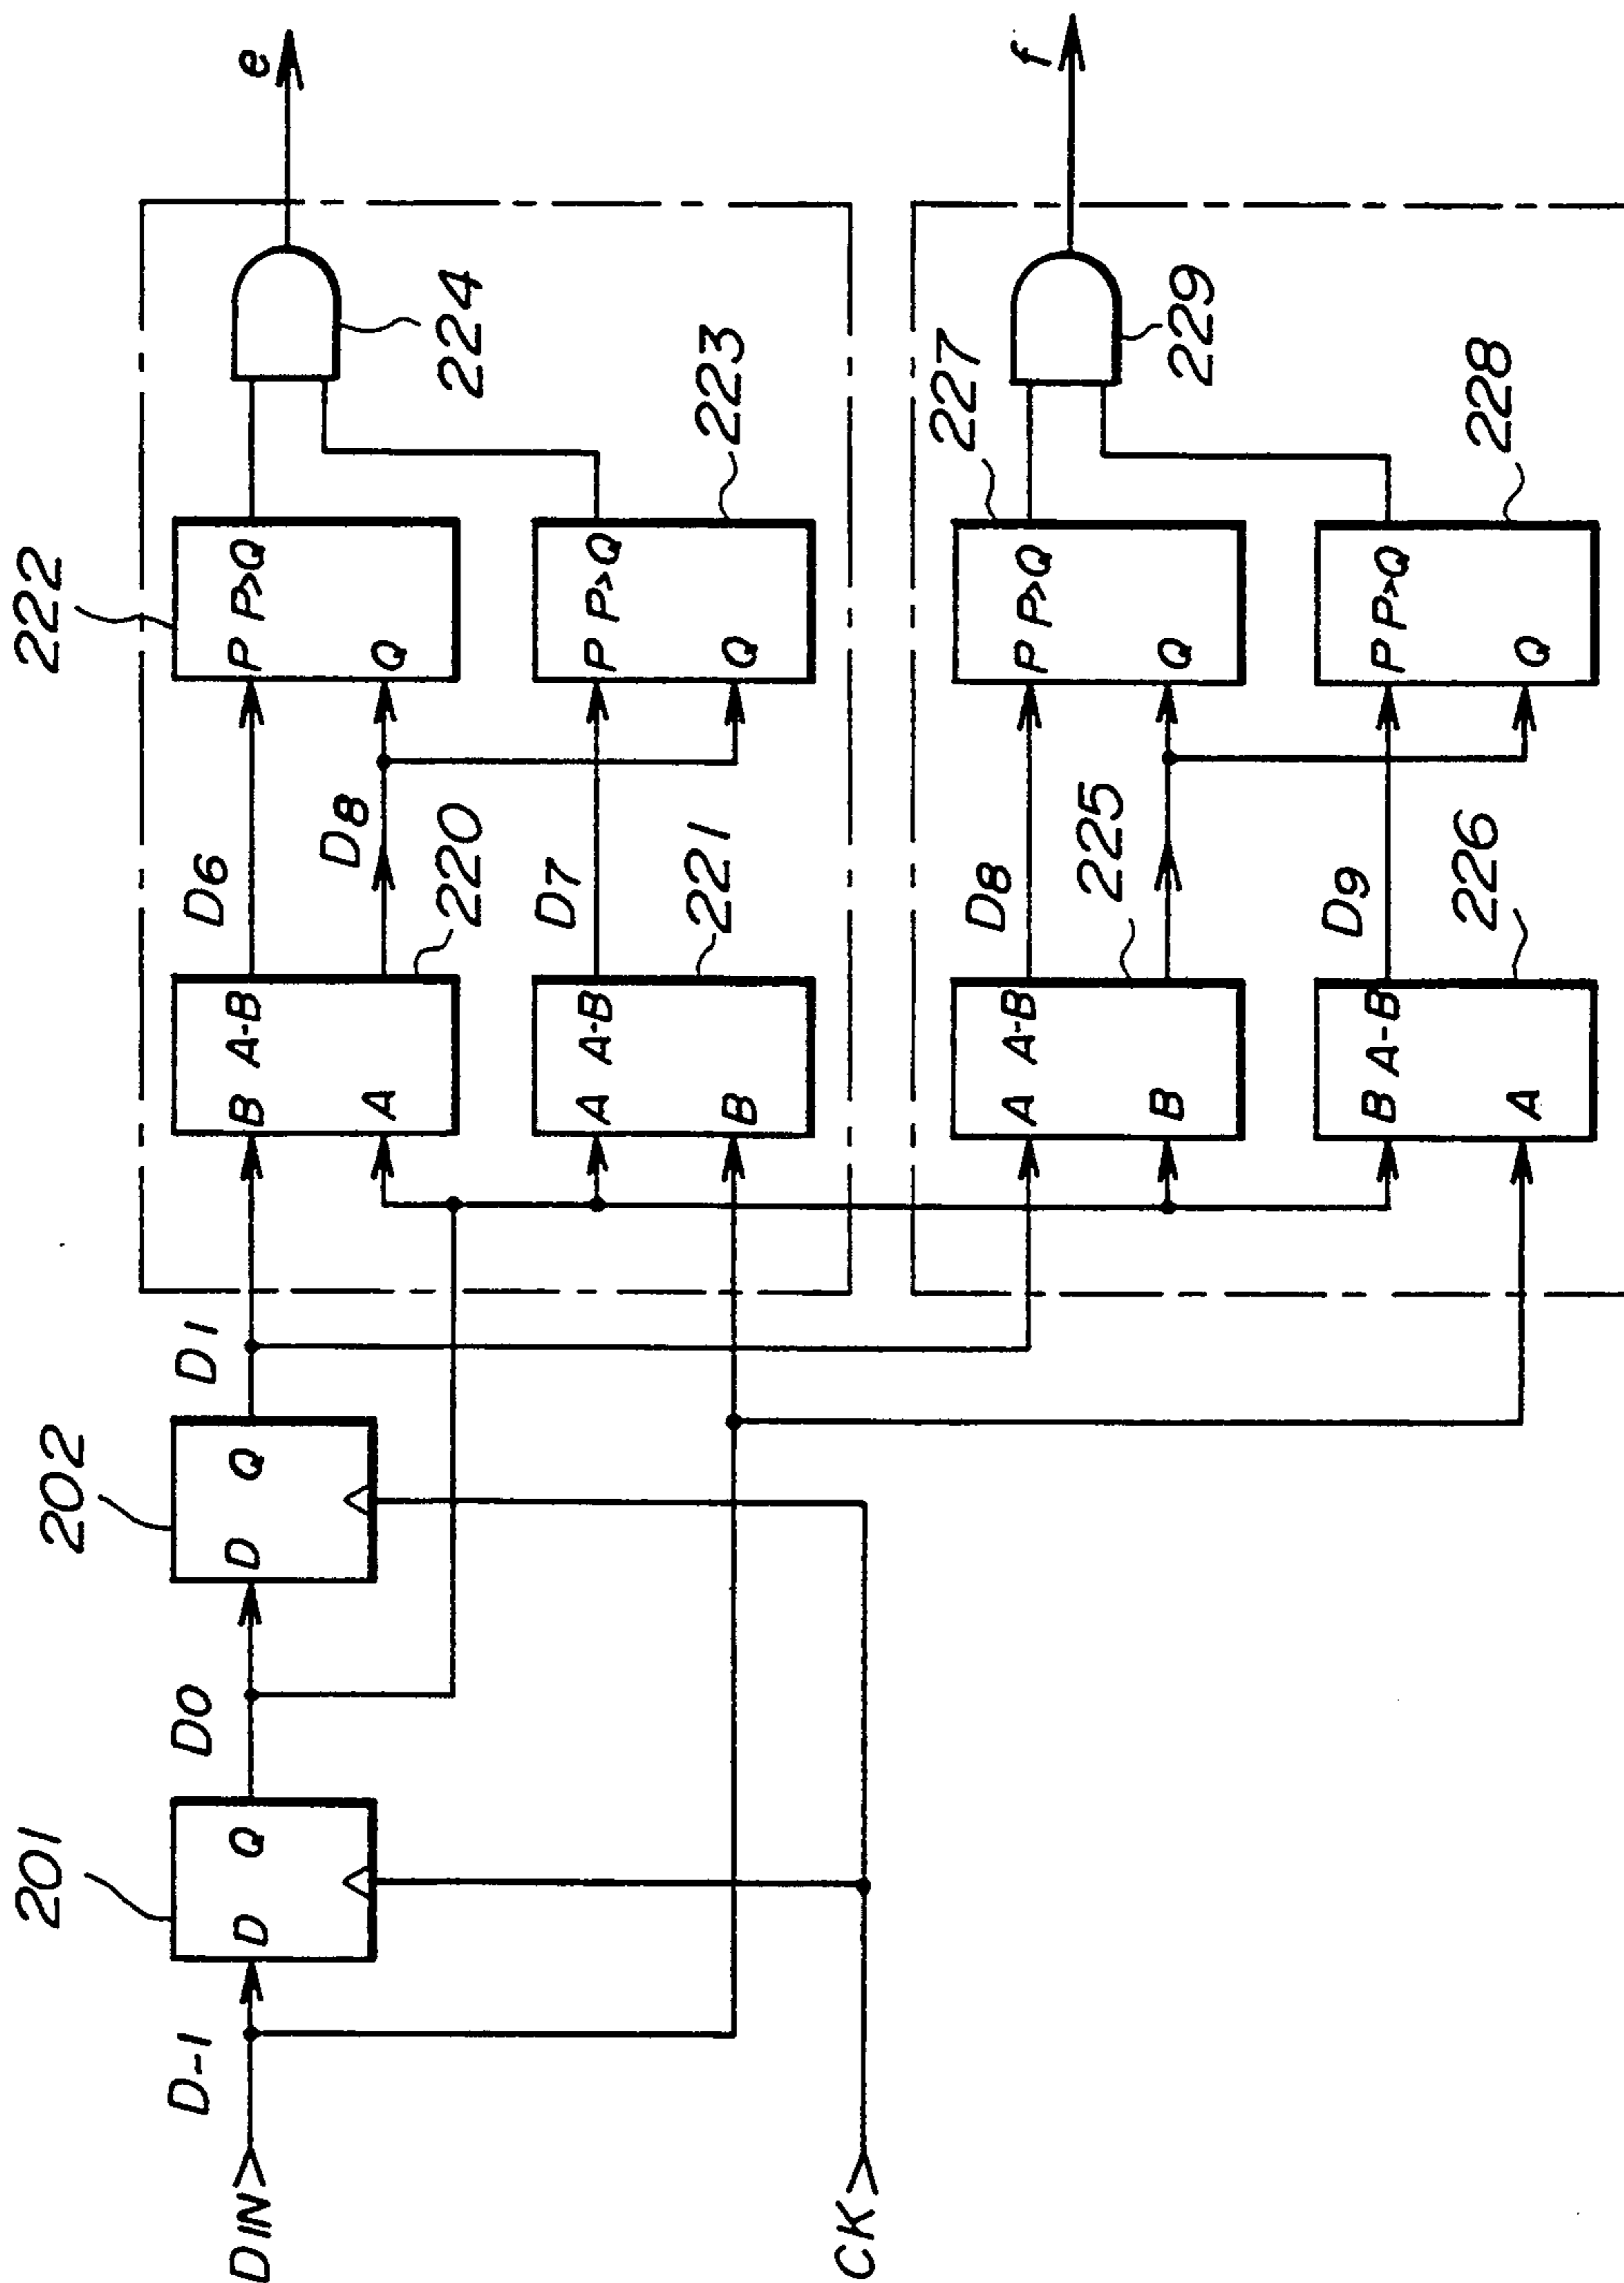 DIN
CK
D-1
201
D Q
D0
202
D Q
D1
B A-B
A
220
A A-B
B
221
D6
D8
D7
222
P P>Q
Q
P P>Q
Q
223
224
e
A A-B
B
225
B A-B
A
226
D8
D9
227
P P>Q
Q
P P>Q
Q
228
229
f